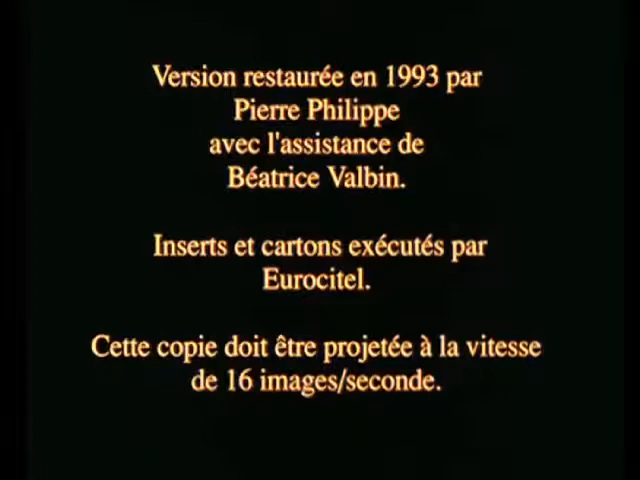 Version restaurée en 1993 par
Pierre Philippe
avec l'assistance de
Béatrice Valbin.
Inserts et cartons exécutés par
Eurocitel.
Cette copie doit être projetée à la vitesse
de 16 images/seconde.